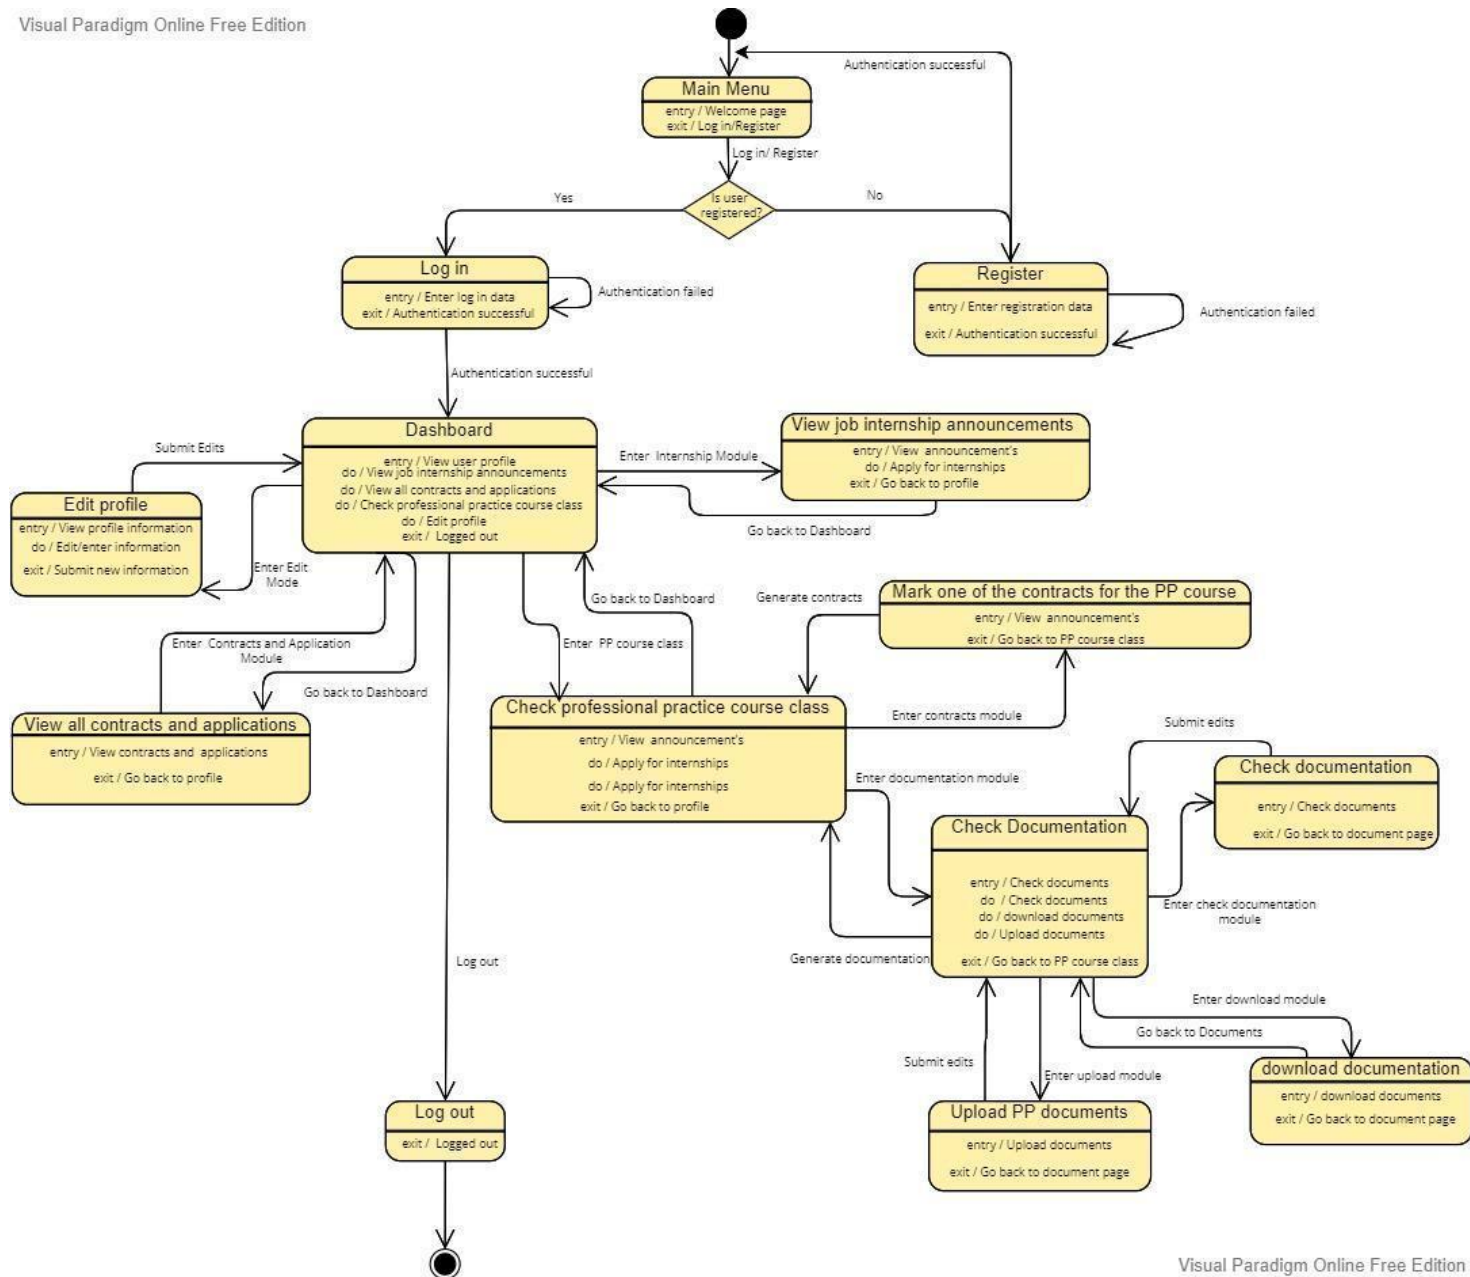 Visual Paradigm Online Free Edition
Authentication successful
Main Menu
entry / Welcome page
exit / Log in/Register
Log in/ Register
Is user
registered?
Yes
No
Log in
entry / Enter log in data
exit / Authentication successful
Authentication failed
Register
entry / Enter registration data
exit / Authentication successful
Authentication failed
Authentication successful
Dashboard
entry / View user profile
do / View job internship announcements
do / View all contracts and applications
do / Check professional practice course class
do / Edit profile
exit / Logged out
Enter Internship Module
View job internship announcements
entry / View announcement's
do / Apply for internships
exit / Go back to profile
Go back to Dashboard
Submit Edits
Edit profile
entry / View profile information
do / Edit/enter information
exit / Submit new information
Enter Edit
Mode
Go back to Dashboard
Enter PP course class
Generate contracts
Mark one of the contracts for the PP course
entry / View announcement's
exit / Go back to PP course class
Enter Contracts and Application
Module
Go back to Dashboard
View all contracts and applications
entry / View contracts and applications
exit / Go back to profile
Check professional practice course class
entry / View announcement's
do / Apply for internships
do / Apply for internships
exit / Go back to profile
Enter contracts module
Enter documentation module
Submit edits
Check documentation
entry / Check documents
exit / Go back to document page
Check Documentation
entry / Check documents
do / Check documents
do / download documents
do / Upload documents
exit / Go back to PP course class
Enter check documentation
module
Generate documentation
Log out
Enter download module
Go back to Documents
Submit edits
Enter upload module
download documentation
entry / download documents
exit / Go back to document page
Upload PP documents
entry / Upload documents
exit / Go back to document page
Log out
exit / Logged out
Visual Paradigm Online Free Edition